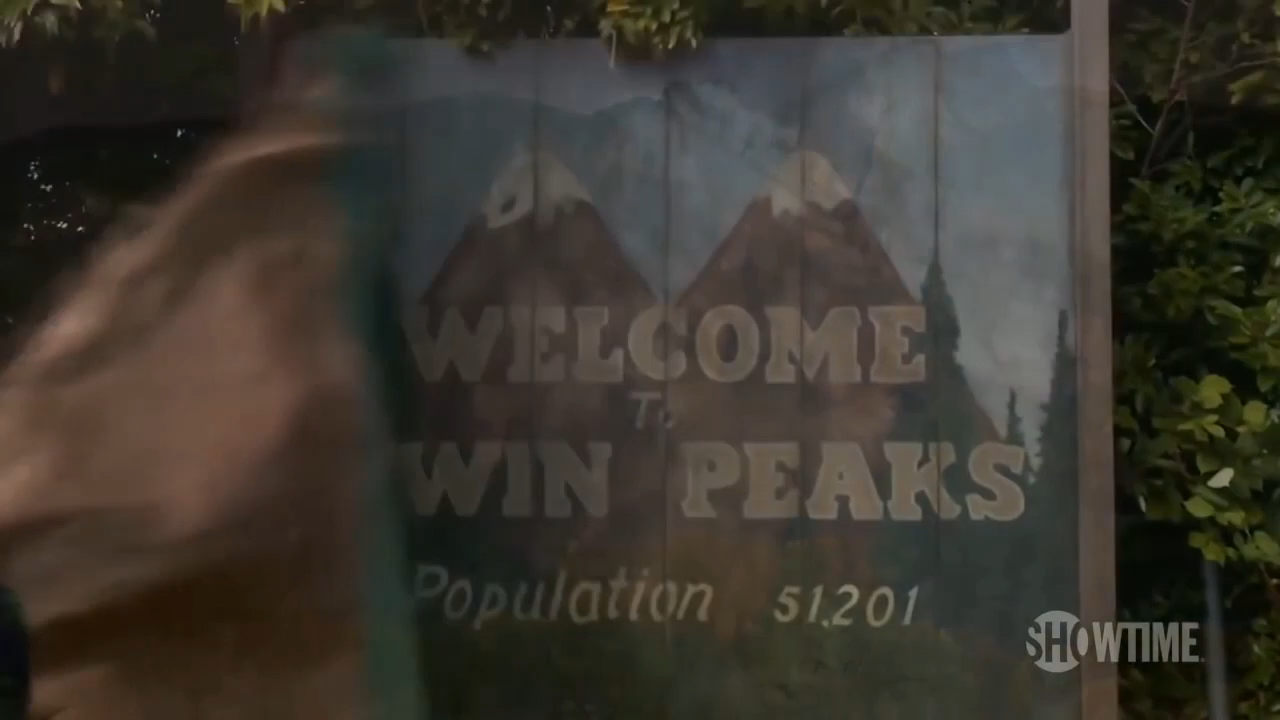 WELCOME
To
WIN PEAKS
Population 51,201
SHOWTIME